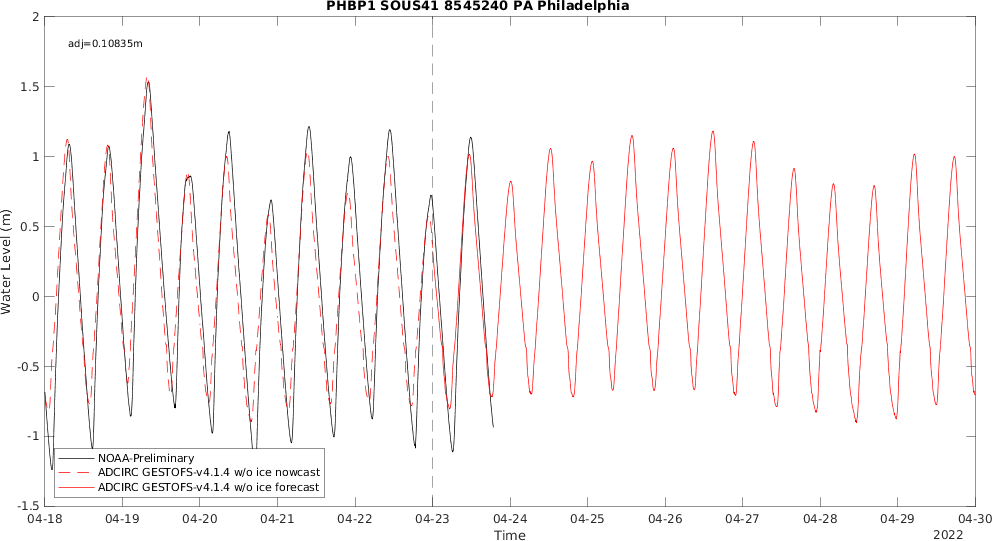 PHBP1 SOUS41 8545240 PA Philadelphia
adj=0.10835m
2
1.5
1
0.5
0
-0.5
-1
-1.5
Water Level (m)
NOAA-Preliminary
ADCIRC GESTOFS-v4.1.4 w/o ice nowcast
ADCIRC GESTOFS-v4.1.4 w/o ice forecast
04-18 04-19 04-20 04-21 04-22 04-23 04-24 04-25 04-26 04-27 04-28 04-29 04-30
Time
2022